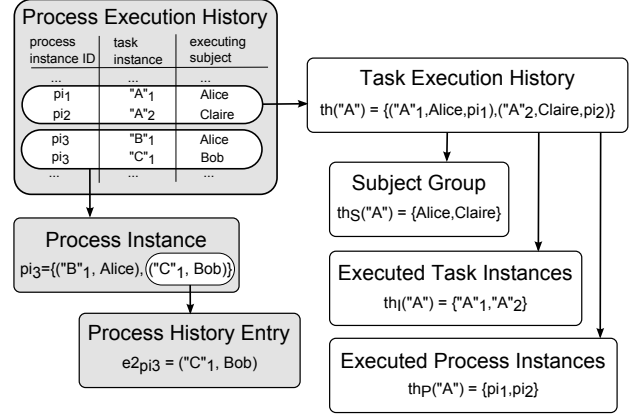 Process Execution History
process instance ID task instance executing subject
... ... ...
pi1 "A"1 Alice
pi2 "A"2 Claire
pi3 "B"1 Alice
pi3 "C"1 Bob
... ... ...
Task Execution History
th("A") = {("A"1,Alice,pi1),("A"2,Claire,pi2)}
Subject Group
thS("A") = {Alice,Claire}
Process Instance
pi3={("B"1, Alice), ("C"1, Bob)}
Executed Task Instances
thI("A") = {"A"1,"A"2}
Process History Entry
e2pi3 = ("C"1, Bob)
Executed Process Instances
thP("A") = {pi1,pi2}